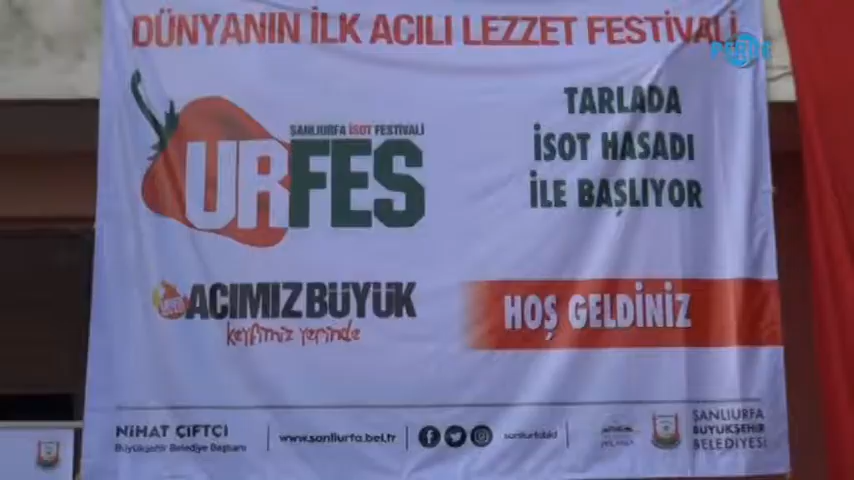 DÜNYANIN İLK ACILI LEZZET FESTİVALİ
ŞANLIURFA İSOT FESTİVALİ
URFES
TARLADA
İSOT HASADI
İLE BAŞLIYOR
ACIMIZ BÜYÜK
keyfimiz yerinde
HOŞ GELDİNİZ
NİHAT ÇİFTÇİ
Büyükşehir Belediye Başkanı
www.sanliurfa.bel.tr
ŞANLIURFA
BÜYÜKŞEHİR
BELEDİYESİ